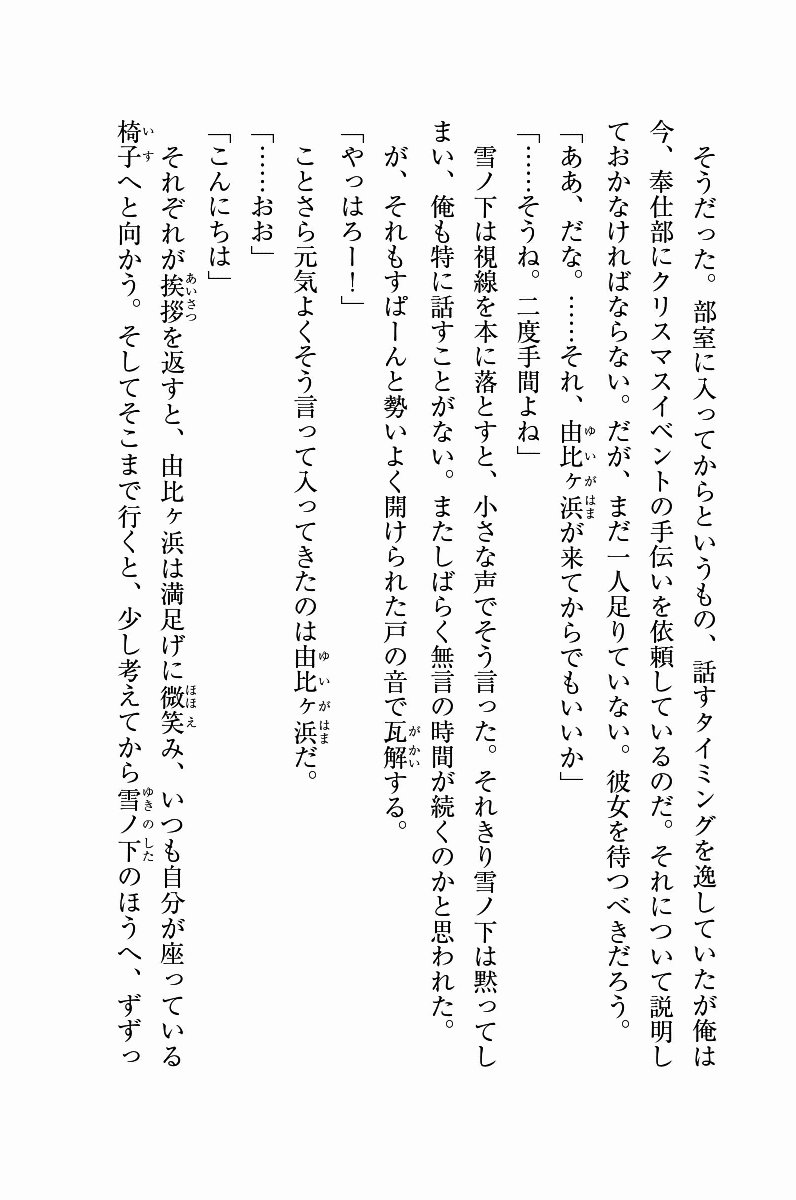 そうだった。部室に入ってからというもの、話すタイミングを逸していたが俺は
今、奉仕部にクリスマスイベントの手伝いを依頼しているのだ。それについて説明し
ておかなければならない。だが、まだ一人足りていない。彼女を待つべきだろう。
「ああ、だな。……それ、由比ヶ浜が来てからでもいいか」
「……そうね。二度手間よね」
雪ノ下は視線を本に落とすと、小さな声でそう言った。それきり雪ノ下は黙ってし
まい、俺も特に話すことがない。またしばらく無言の時間が続くのかと思われた。
が、それもすぱーんと勢いよく開けられた戸の音で瓦解する。
「やっはろー！」
ことさら元気よくそう言って入ってきたのは由比ヶ浜だ。
「……おお」
「こんにちは」
それぞれが挨拶を返すと、由比ヶ浜は満足げに微笑み、いつも自分が座っている
椅子へと向かう。そしてそこまで行くと、少し考えてから雪ノ下のほうへ、ずずっ